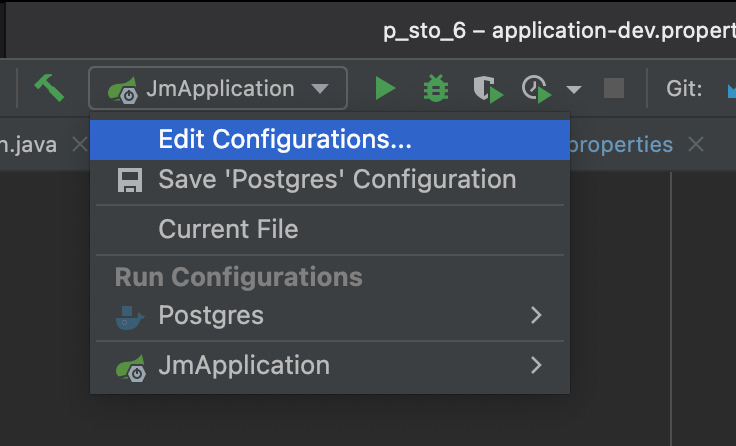 p_sto_6 – application-dev.propert
JmApplication
Git:
n.java
properties
Edit Configurations...
Save 'Postgres' Configuration
Current File
Run Configurations
Postgres
JmApplication